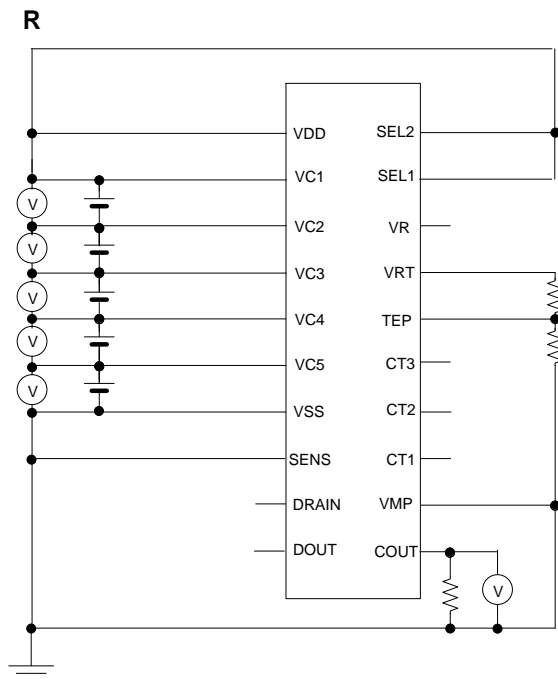 R
VDD SEL2
VC1 SEL1
V
VC2 VR
V
VC3 VRT
V
VC4 TEP
V
VC5 CT3
V
VSS CT2
SENS CT1
DRAIN VMP
DOUT COUT
V